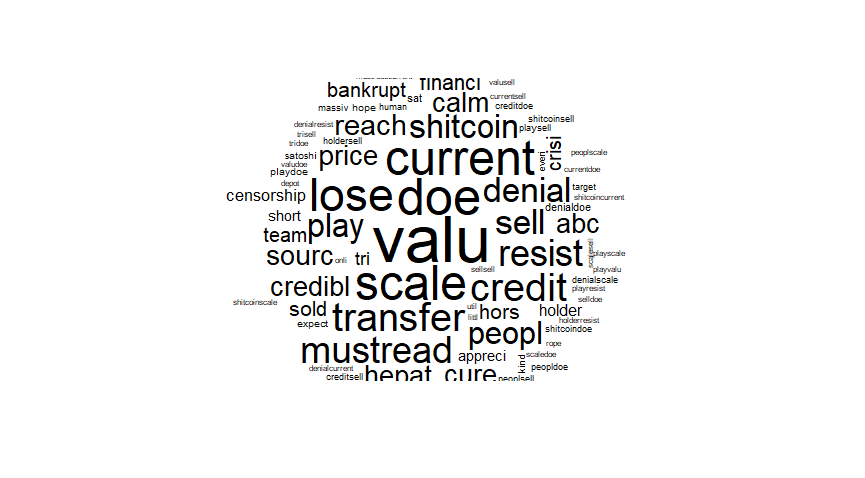 bankrupt financi valusell
sat calm currentsell
massiv hope human creditdoe
denialresist reach shitcoin shitcoinsell
trisell playsell
tridoe holdersell
satoshi price current everi crisi peoplscale
valudoe
playdoe currentdoe
depot lose doe denial target
censorship shitcoincurrent
short play sell abc denialdoe
team valu
sourc onli tri resist scalesell playscale
sellsell playvalu
credibl scale credit denialscale
playresist
shitcoinscale sold util hors holder selldoe
expect transfer littl holderresist
peopl shitcoindoe
mustread appreci rope
kind scaledoe
denialcurrent peopldoe
creditsell hepat cure peoplsell